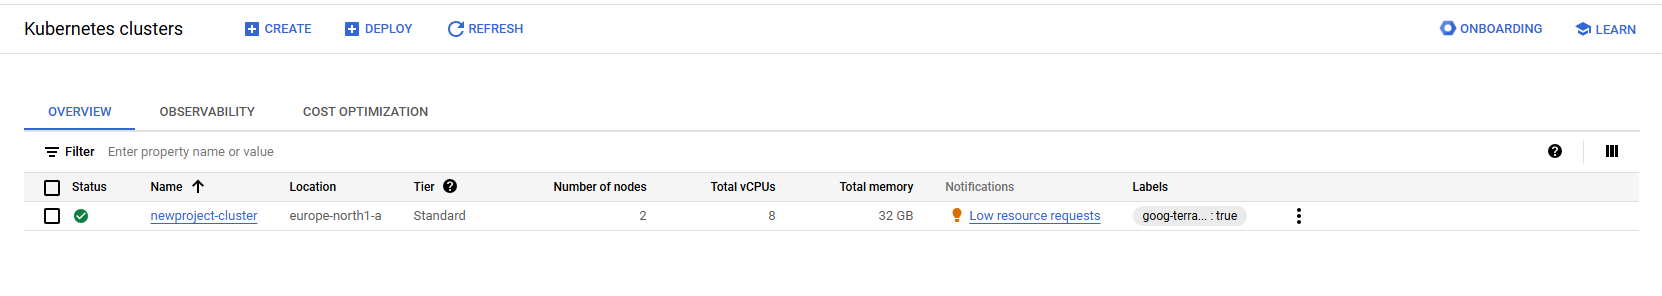 Kubernetes clusters CREATE DEPLOY REFRESH ONBOARDING LEARN
OVERVIEW OBSERVABILITY COST OPTIMIZATION
Filter Enter property name or value
Status Name Location Tier Number of nodes Total vCPUs Total memory Notifications Labels
newproject-cluster europe-north1-a Standard 2 8 32 GB Low resource requests goog-terra... : true